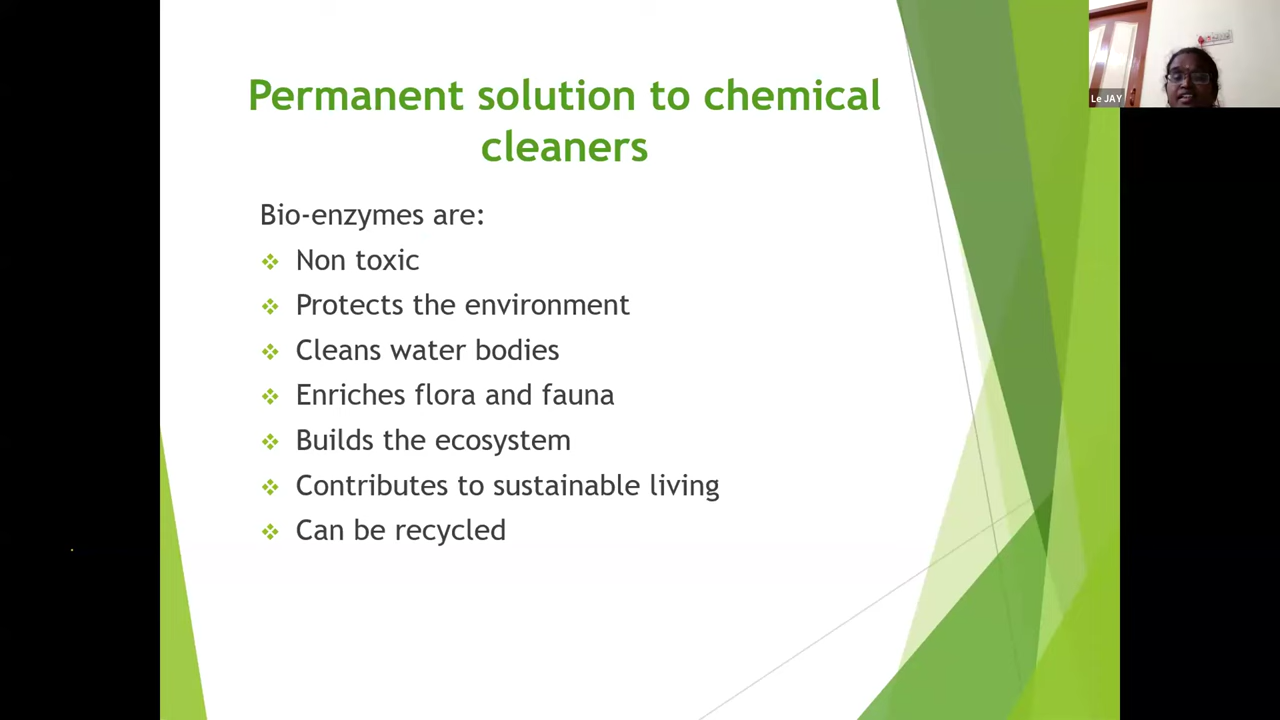 Permanent solution to chemical
cleaners
Bio-enzymes are:
Non toxic
Protects the environment
Cleans water bodies
Enriches flora and fauna
Builds the ecosystem
Contributes to sustainable living
Can be recycled
Le JAY